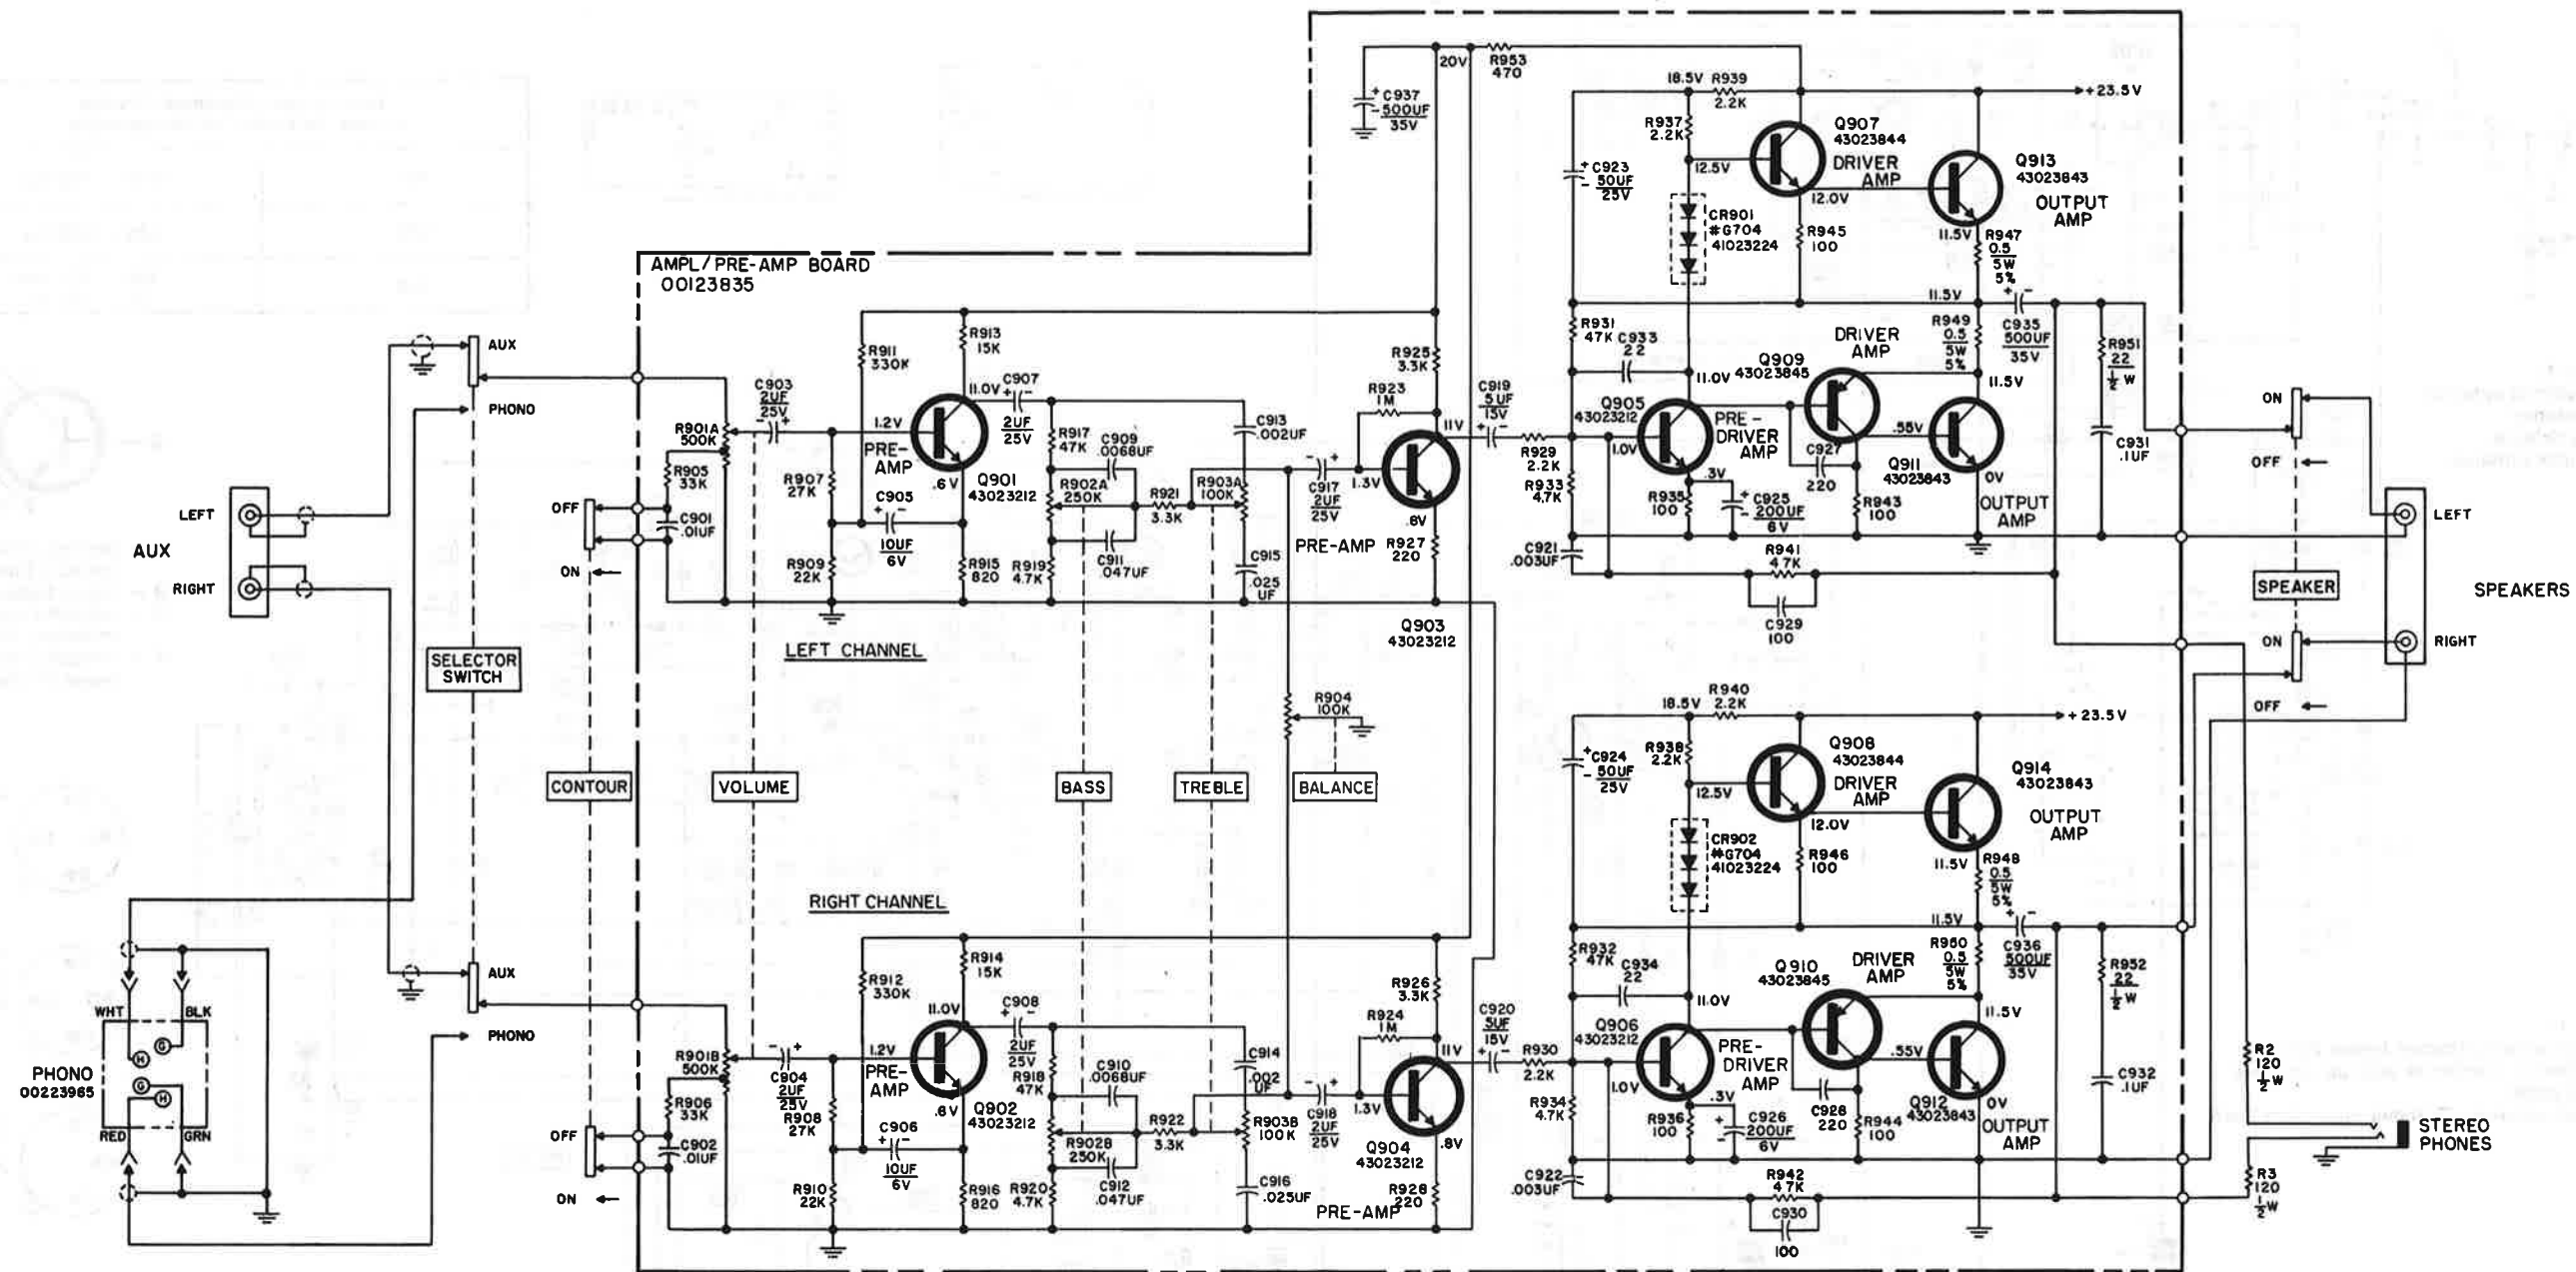 AMPL/PRE-AMP BOARD
00123835
AUX
LEFT
RIGHT
AUX
PHONO
SELECTOR
SWITCH
AUX
PHONO
PHONO
00223965
WHT
BLK
H
G
G
H
RED
GRN
OFF
ON
CONTOUR
OFF
ON
VOLUME
BASS
TREBLE
BALANCE
LEFT CHANNEL
R901A
500K
R905
33K
C901
.01UF
C903
2UF
25V
R907
27K
R909
22K
R911
330K
C905
10UF
6V
R913
15K
11.0V
1.2V
PRE-
AMP
.6V
Q901
43023212
R915
820
C907
2UF
25V
R917
47K
C909
.0068UF
R902A
250K
C911
.047UF
R919
4.7K
R921
3.3K
R903A
100K
C913
.002UF
C915
.025
UF
C917
2UF
25V
R904
100K
R923
1M
R925
3.3K
11V
1.3V
.8V
PRE-AMP
R927
220
Q903
43023212
20V
R953
470
C937
500UF
35V
C919
5UF
15V
R929
2.2K
R931
47K
R933
4.7K
C921
.003UF
C923
50UF
25V
18.5V
R939
2.2K
R937
2.2K
12.5V
CR901
#G704
41023224
Q907
43023844
DRIVER
AMP
12.0V
R945
100
+23.5V
Q913
43023843
OUTPUT
AMP
11.5V
R947
0.5
5W
5%
11.5V
R949
0.5
5W
5%
C935
500UF
35V
R951
22
1/2 W
C931
.1UF
C933
22
11.0V
Q905
43023212
1.0V
PRE-
DRIVER
AMP
.3V
R935
100
C925
200UF
6V
DRIVER
AMP
Q909
43023845
C927
220
R943
100
.55V
11.5V
Q911
43023843
0V
OUTPUT
AMP
R941
47K
C929
100
ON
OFF
SPEAKER
ON
OFF
LEFT
RIGHT
SPEAKERS
RIGHT CHANNEL
R901B
500K
R906
33K
C902
.01UF
C904
2UF
25V
R908
27K
R910
22K
R912
330K
C906
10UF
6V
R914
15K
11.0V
1.2V
PRE-
AMP
.6V
Q902
43023212
R916
820
C908
2UF
25V
R918
47K
C910
.0068UF
R902B
250K
C912
.047UF
R920
4.7K
R922
3.3K
R903B
100K
C914
.002
UF
C916
.025UF
C918
2UF
25V
R924
1M
R926
3.3K
11V
1.3V
.8V
Q904
43023212
R928
220
PRE-AMP
C920
5UF
15V
R930
2.2K
R932
47K
R934
4.7K
C922
.003UF
C924
50UF
25V
18.5V
R940
2.2K
R938
2.2K
12.5V
CR902
#G704
41023224
Q908
43023844
DRIVER
AMP
12.0V
R946
100
+23.5V
Q914
43023843
OUTPUT
AMP
11.5V
R948
0.5
5W
5%
11.5V
R950
0.5
5W
5%
C936
500UF
35V
R952
22
1/2 W
C932
.1UF
C934
22
11.0V
Q906
43023212
1.0V
PRE-
DRIVER
AMP
.3V
R936
100
C926
200UF
6V
DRIVER
AMP
Q910
43023845
C928
220
R944
100
.55V
11.5V
Q912
43023843
0V
OUTPUT
AMP
R942
47K
C930
100
R2
120
1/2 W
R3
120
1/2 W
STEREO
PHONES